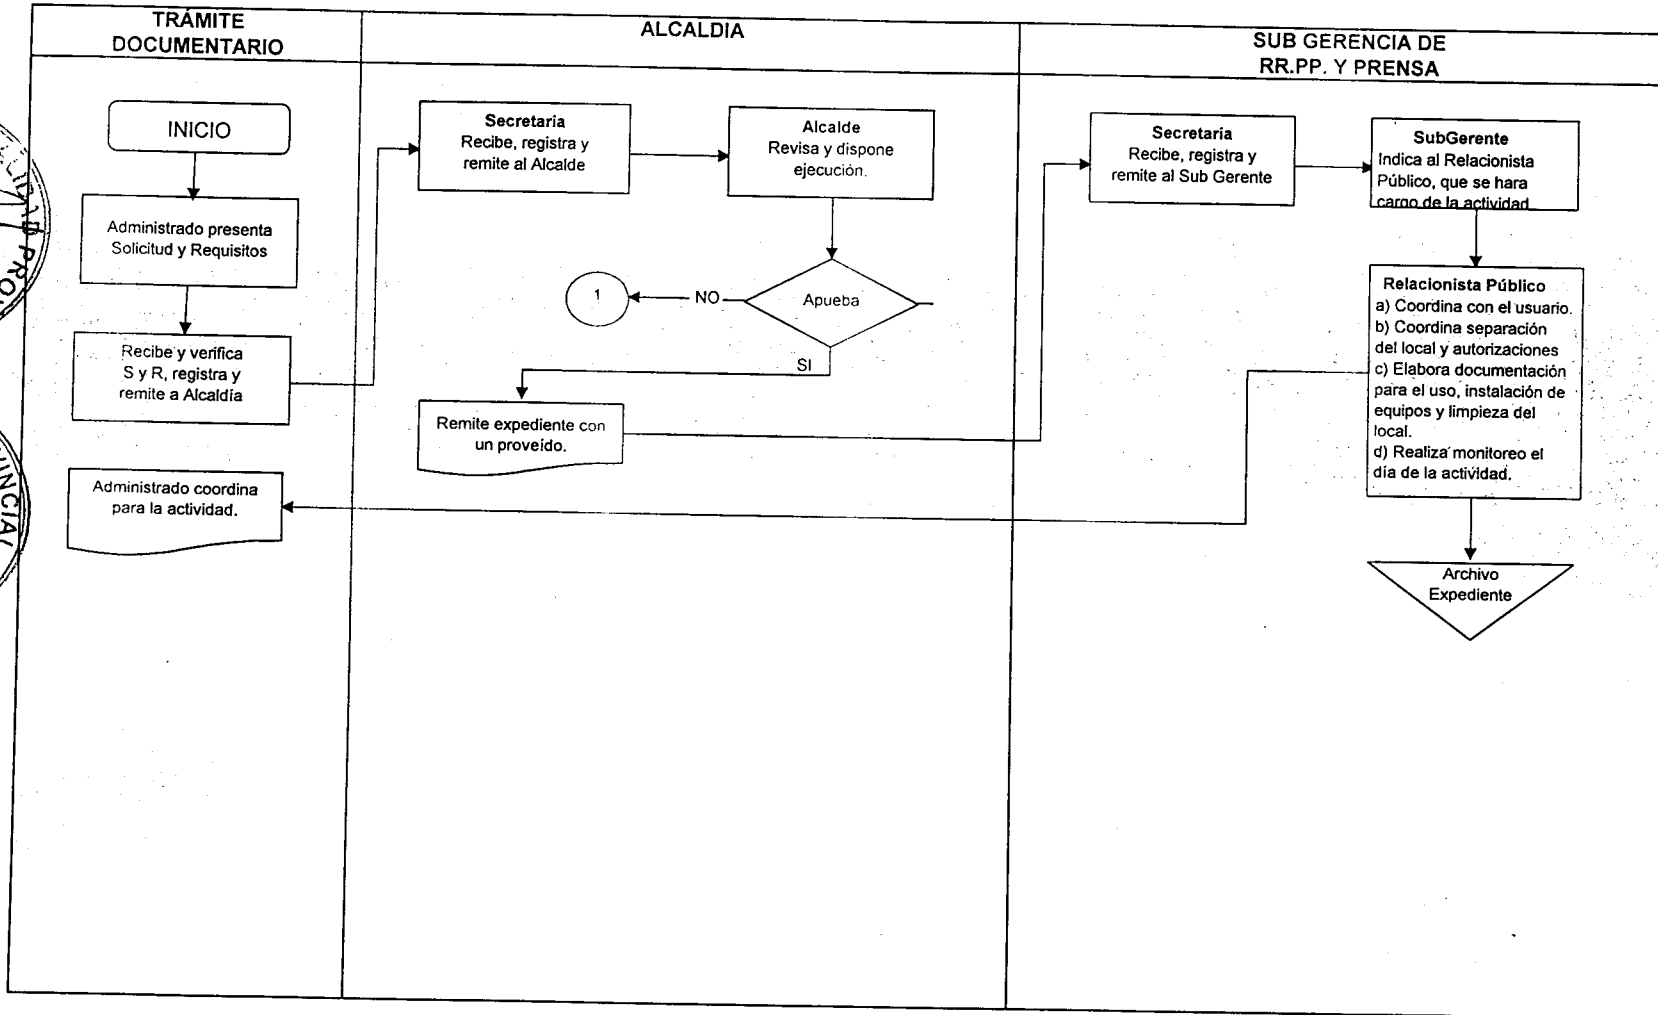 TRÁMITE
DOCUMENTARIO
ALCALDIA
SUB GERENCIA DE
RR.PP. Y PRENSA
INICIO
Administrado presenta
Solicitud y Requisitos
Recibe y verifica
S y R, registra y
remite a Alcaldía
Administrado coordina
para la actividad.
Secretaria
Recibe, registra y
remite al Alcalde
Alcalde
Revisa y dispone
ejecución.
Apueba
NO
1
SI
Remite expediente con
un proveído.
Secretaria
Recibe, registra y
remite al Sub Gerente
SubGerente
Indica al Relacionista
Público, que se hara
cargo de la actividad
Relacionista Público
a) Coordina con el usuario.
b) Coordina separación
del local y autorizaciones
c) Elabora documentación
para el uso, instalación de
equipos y limpieza del
local.
d) Realiza monitoreo el
día de la actividad.
Archivo
Expediente